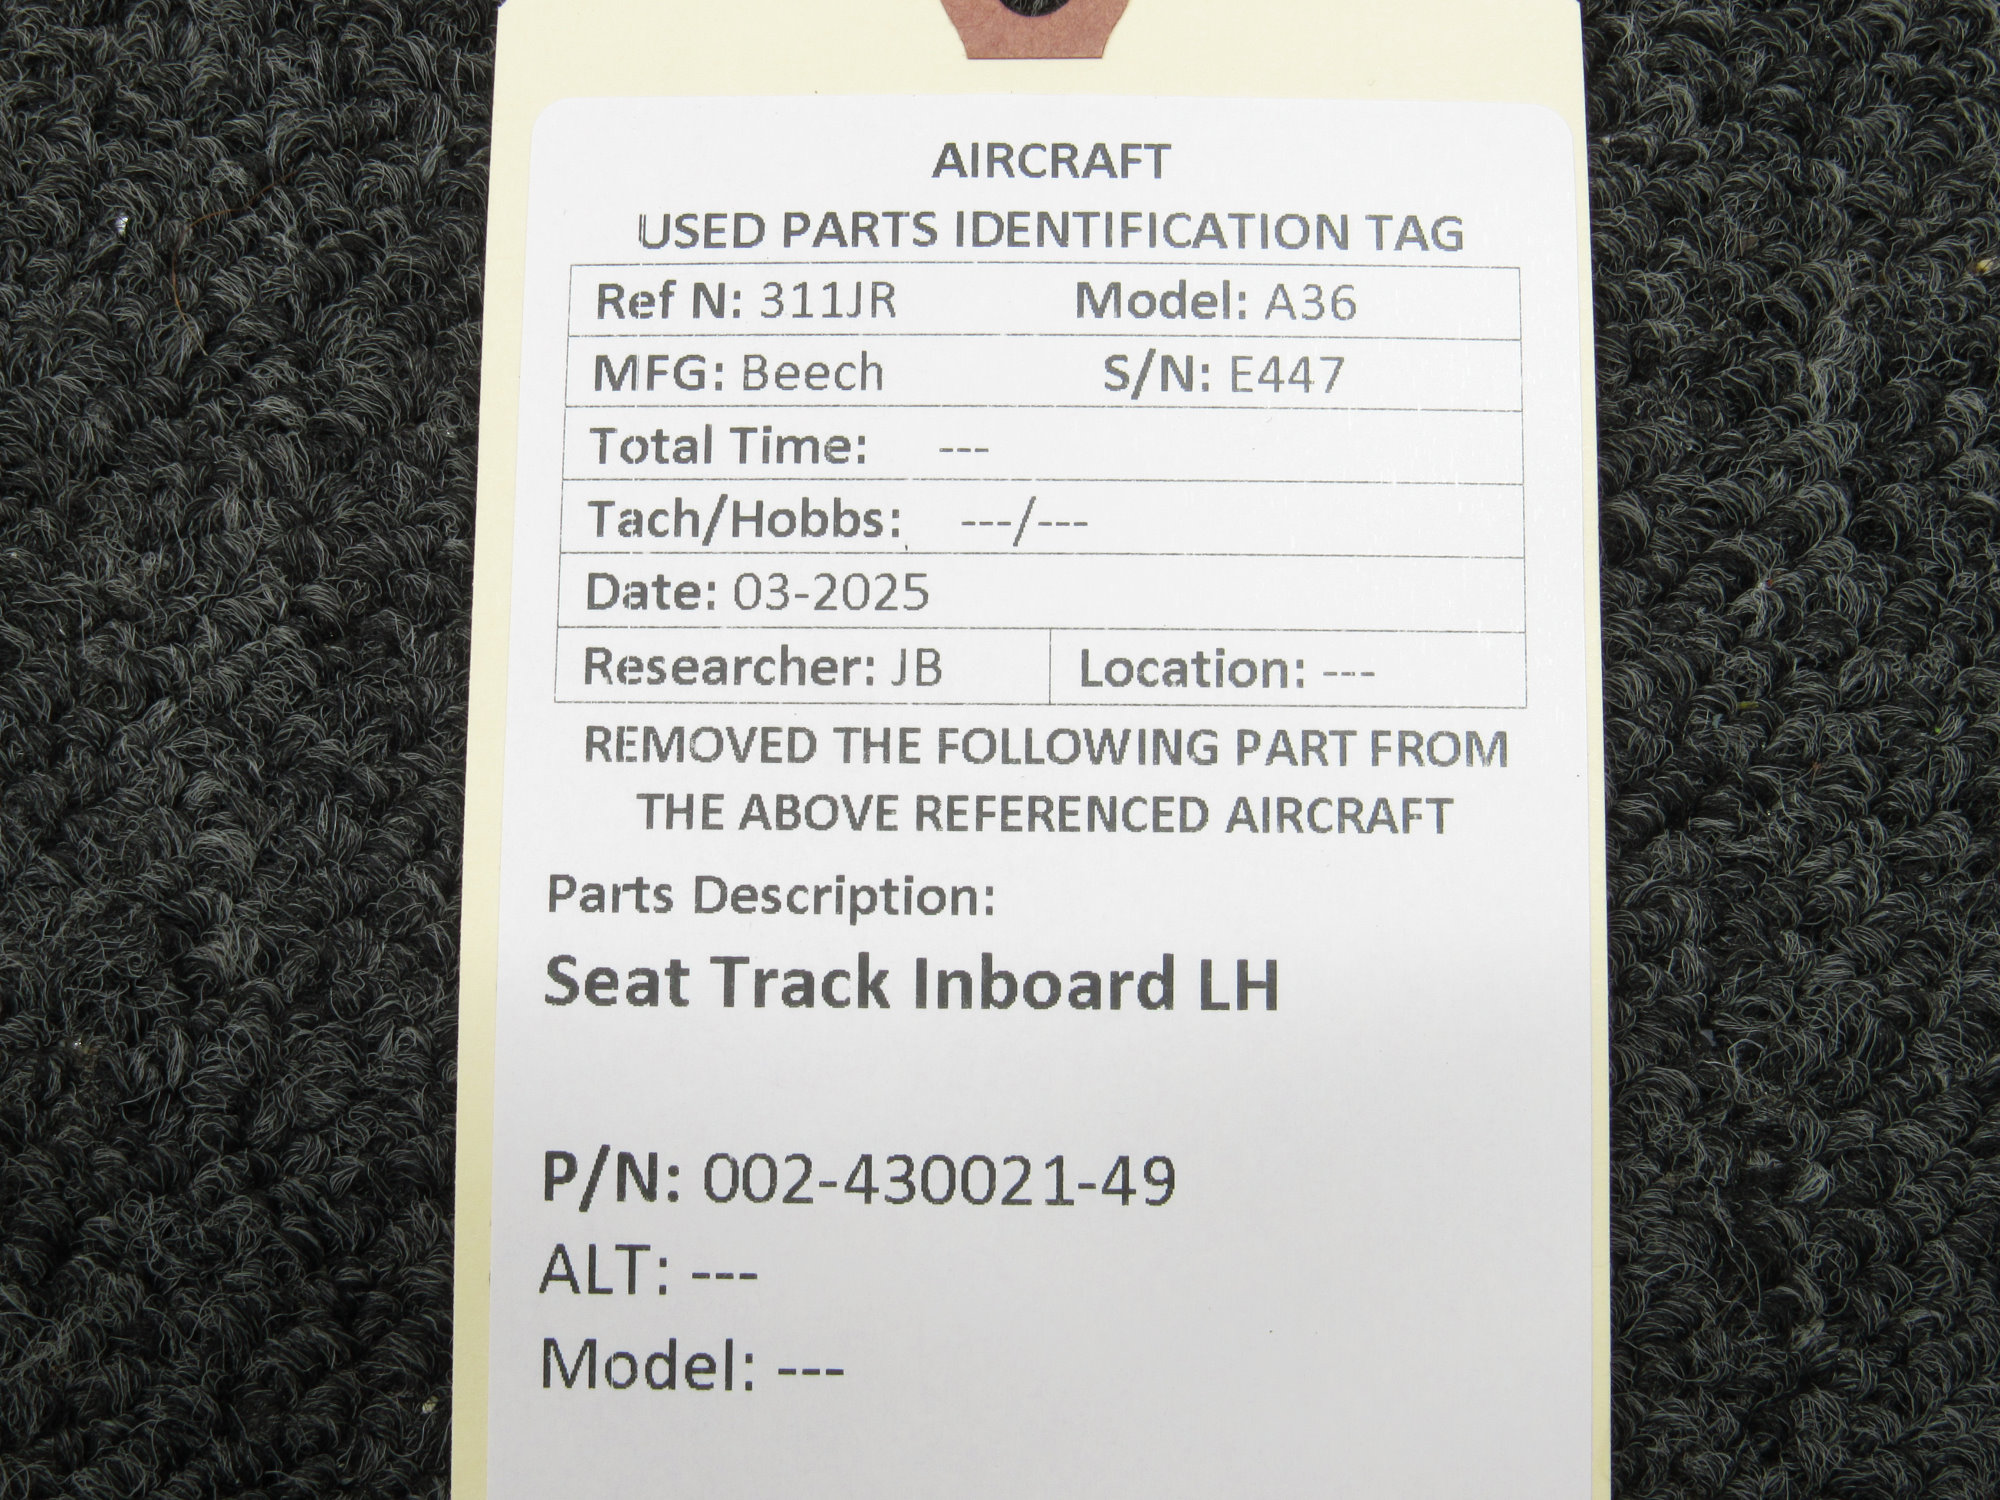 AIRCRAFT
USED PARTS IDENTIFICATION TAG
Ref N: 311JR Model: A36
MFG: Beech S/N: E447
Total Time: ---
Tach/Hobbs: ---/---
Date: 03-2025
Researcher: JB Location: ---
REMOVED THE FOLLOWING PART FROM
THE ABOVE REFERENCED AIRCRAFT
Parts Description:
Seat Track Inboard LH
P/N: 002-430021-49
ALT: ---
Model: ---